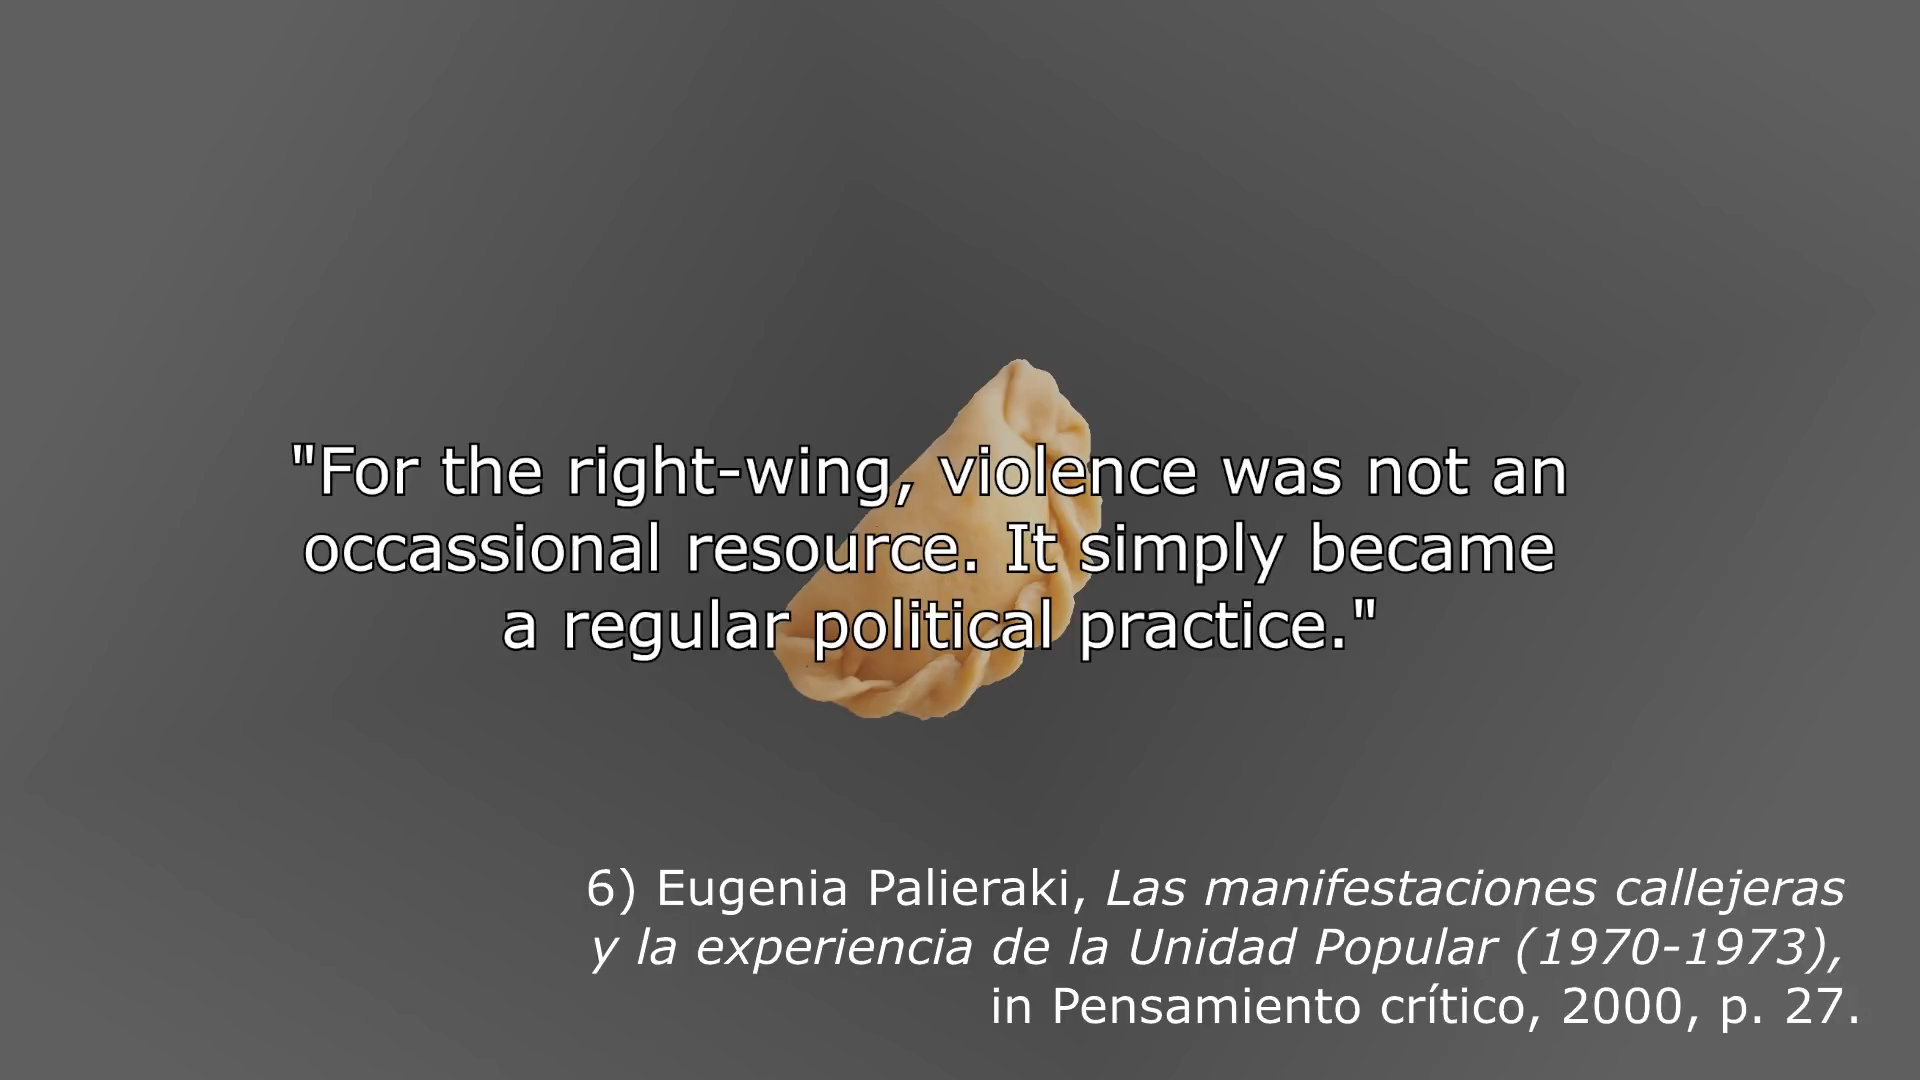 "For the right-wing, violence was not an
occassional resource. It simply became
a regular political practice."
6) Eugenia Palieraki, Las manifestaciones callejeras
y la experiencia de la Unidad Popular (1970-1973),
in Pensamiento crítico, 2000, p. 27.